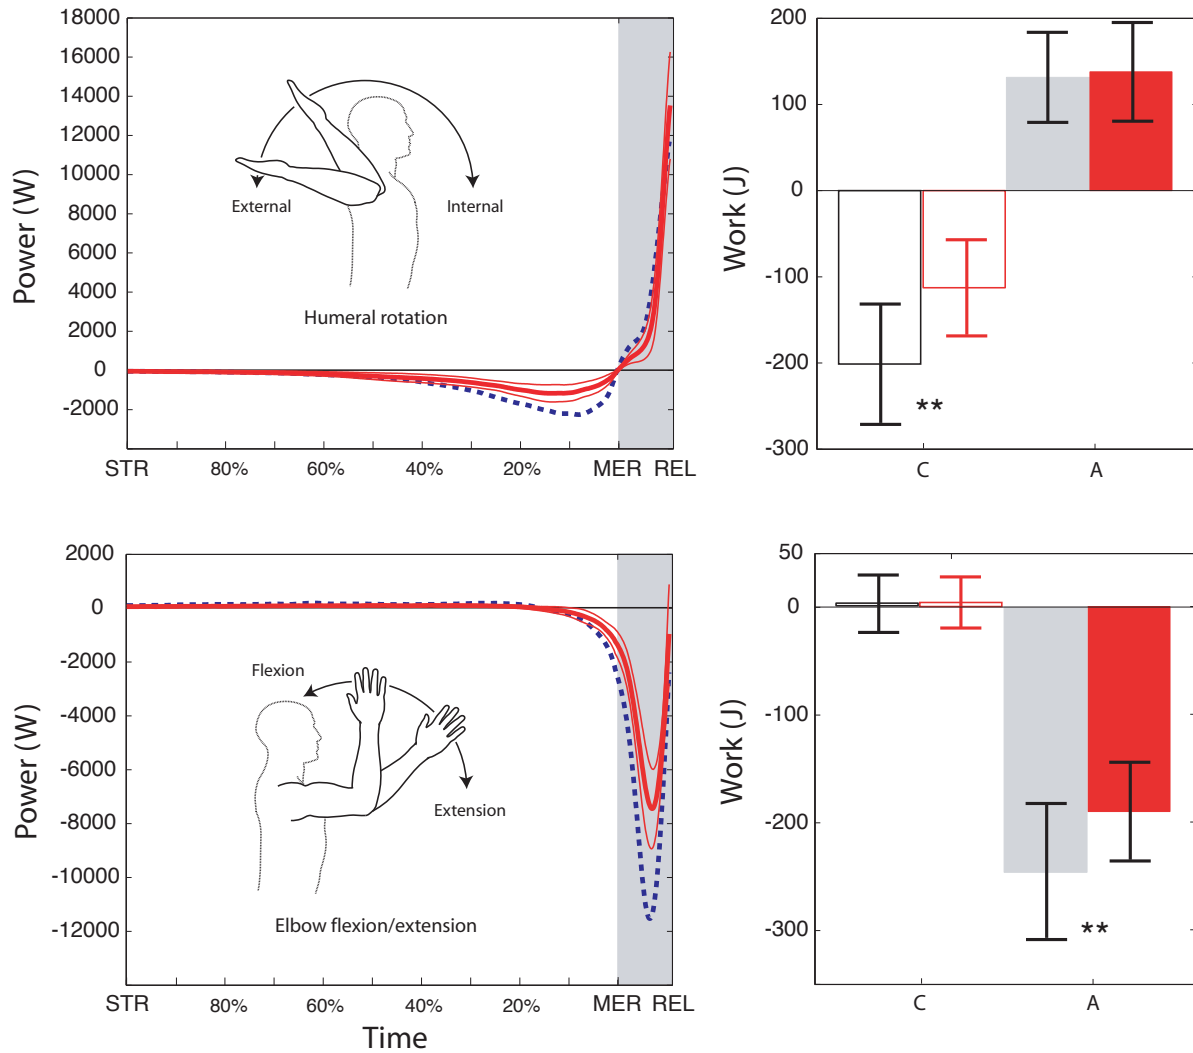 18000
16000
14000
12000
10000
8000
6000
4000
2000
0
-2000
Power (W)
External
Internal
Humeral rotation
STR 80% 60% 40% 20% MER REL
200
100
0
-100
-200
-300
Work (J)
**
C A
2000
0
-2000
-4000
-6000
-8000
-10000
-12000
Power (W)
Flexion
Extension
Elbow flexion/extension
STR 80% 60% 40% 20% MER REL
Time
50
0
-100
-200
-300
Work (J)
**
C A